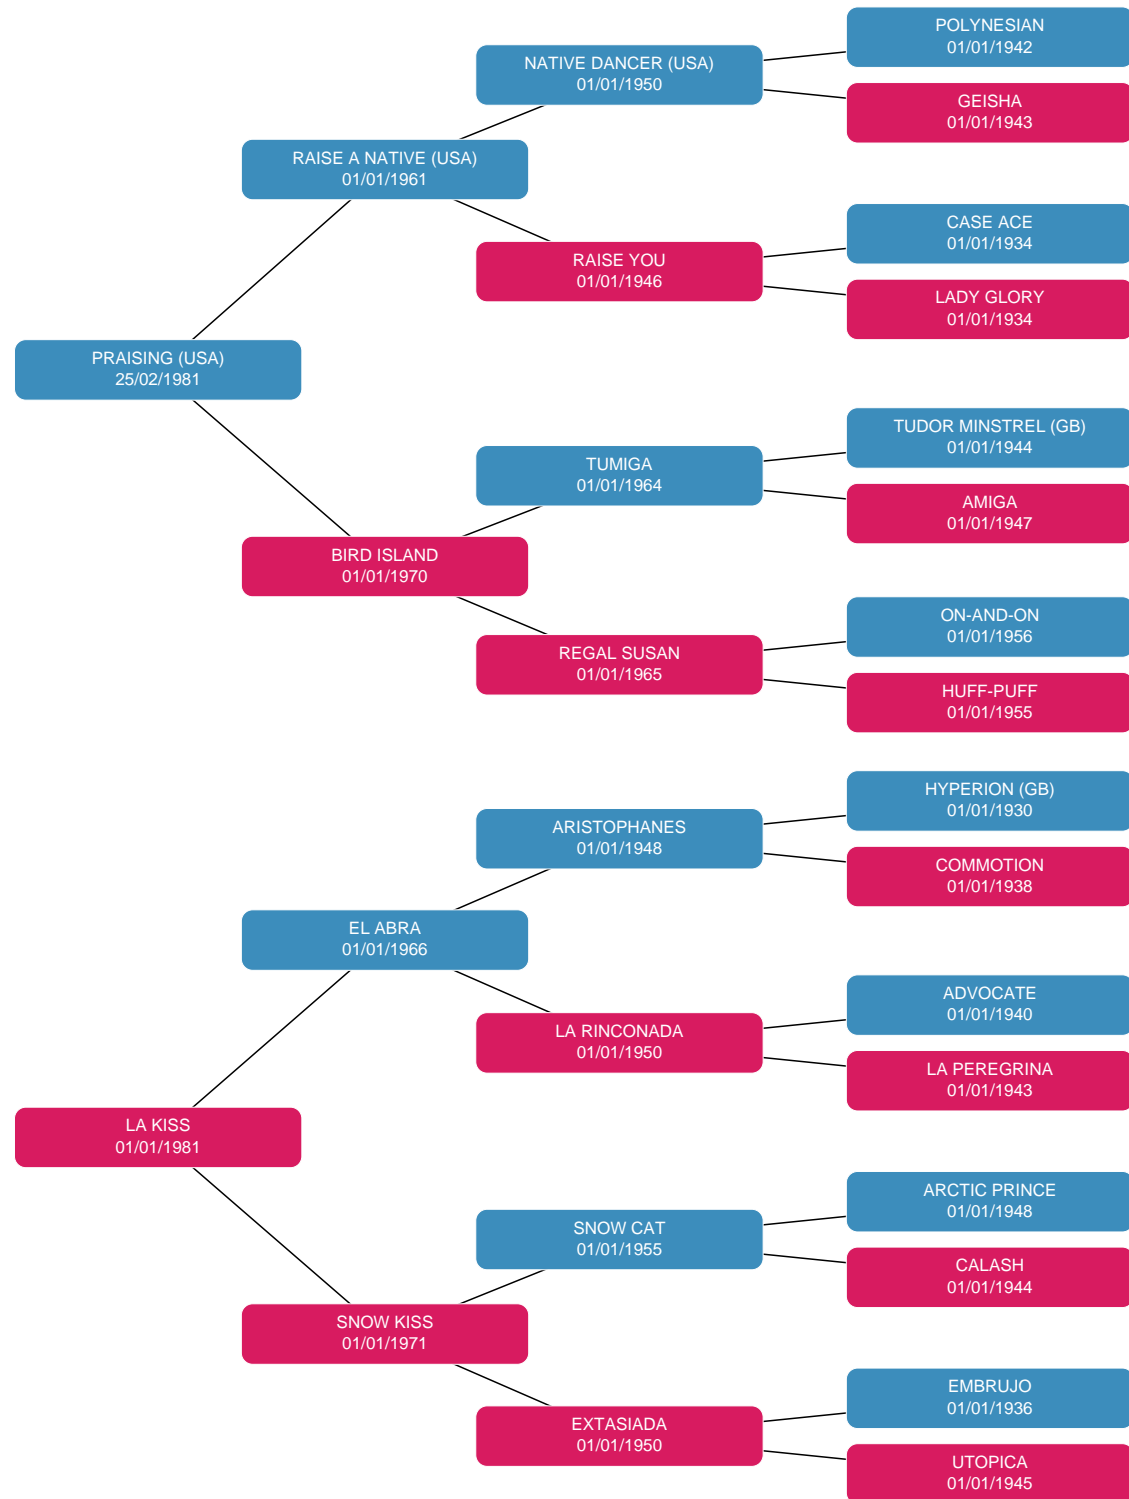 POLYNESIAN
01/01/1942
NATIVE DANCER (USA)
01/01/1950
GEISHA
01/01/1943
RAISE A NATIVE (USA)
01/01/1961
CASE ACE
01/01/1934
RAISE YOU
01/01/1946
LADY GLORY
01/01/1934
PRAISING (USA)
25/02/1981
TUDOR MINSTREL (GB)
01/01/1944
TUMIGA
01/01/1964
AMIGA
01/01/1947
BIRD ISLAND
01/01/1970
ON-AND-ON
01/01/1956
REGAL SUSAN
01/01/1965
HUFF-PUFF
01/01/1955
HYPERION (GB)
01/01/1930
ARISTOPHANES
01/01/1948
COMMOTION
01/01/1938
EL ABRA
01/01/1966
ADVOCATE
01/01/1940
LA RINCONADA
01/01/1950
LA PEREGRINA
01/01/1943
LA KISS
01/01/1981
ARCTIC PRINCE
01/01/1948
SNOW CAT
01/01/1955
CALASH
01/01/1944
SNOW KISS
01/01/1971
EMBRUJO
01/01/1936
EXTASIADA
01/01/1950
UTOPICA
01/01/1945